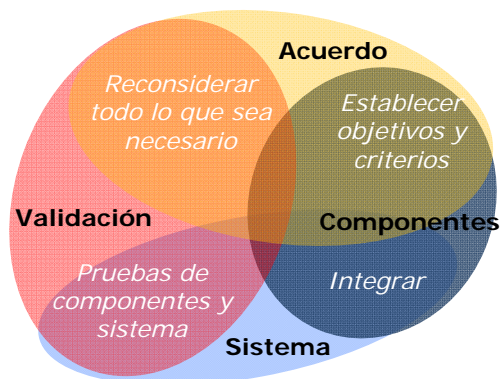 Acuerdo
Reconsiderar
todo lo que sea
necesario
Establecer
objetivos y
criterios
Validación
Componentes
Pruebas de
componentes y
sistema
Integrar
Sistema